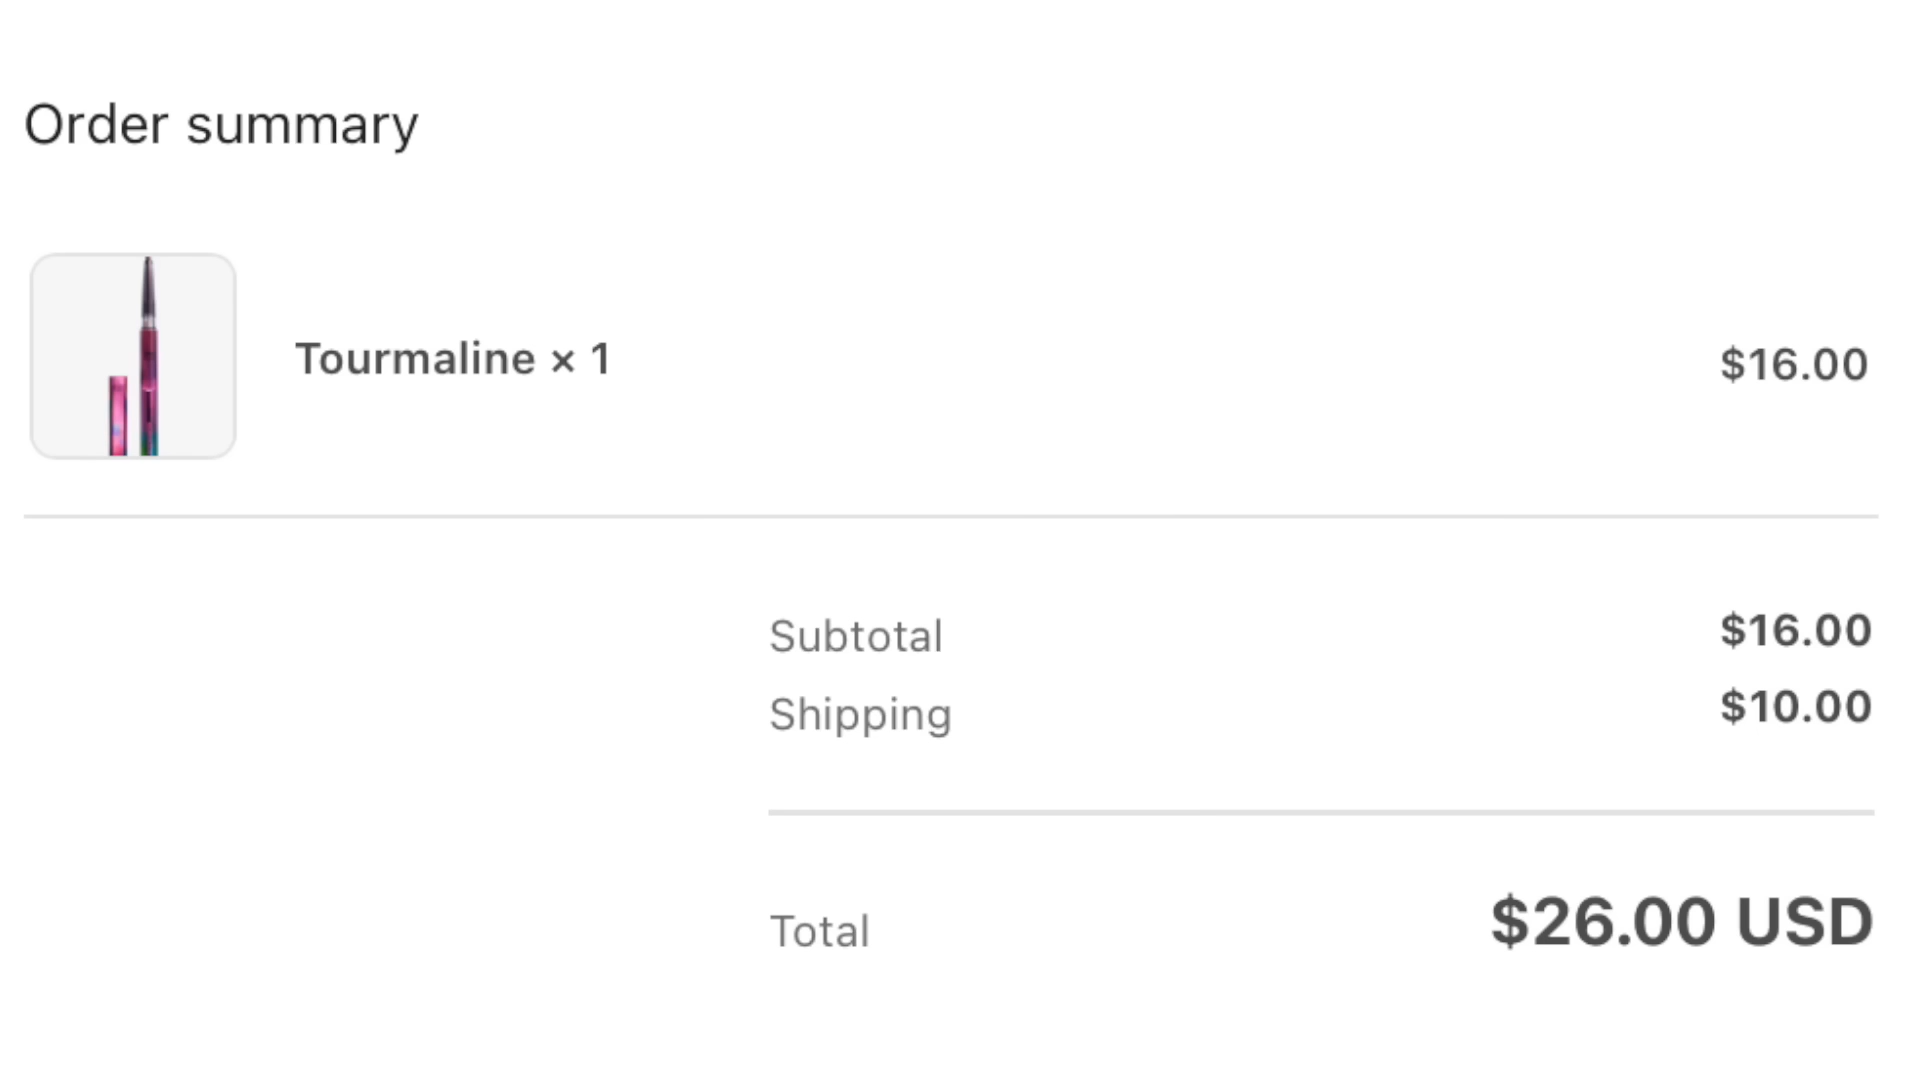 Order summary
Tourmaline × 1 $16.00
Subtotal $16.00
Shipping $10.00
Total $26.00 USD